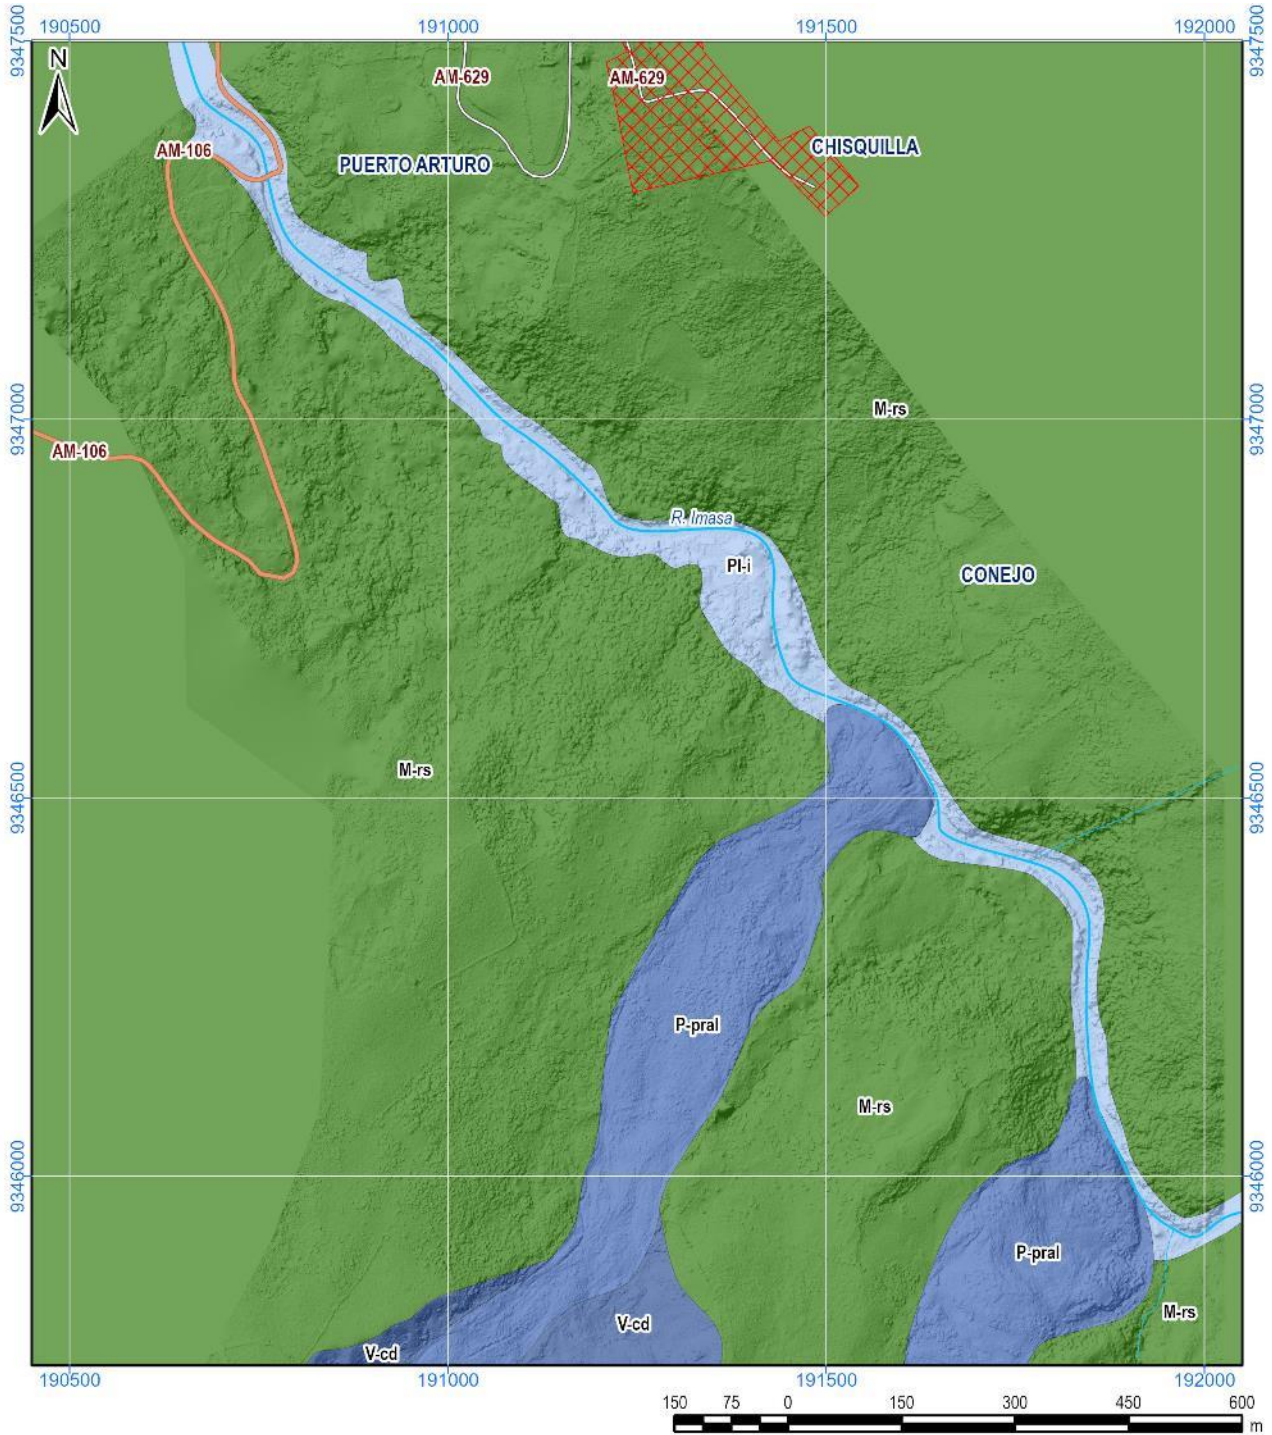 190500 191000 191500 192000
9347500 9347500
N
AM-629 AM-629
AM-106 PUERTO ARTURO CHISQUILLA
M-rs
9347000 9347000
AM-106
R. Imasa
Pl-i CONEJO
M-rs
9346500 9346500
P-pral
M-rs
9346000 9346000
P-pral
M-rs
V-cd
V-cd
190500 191000 191500 192000
150 75 0 150 300 450 600
m